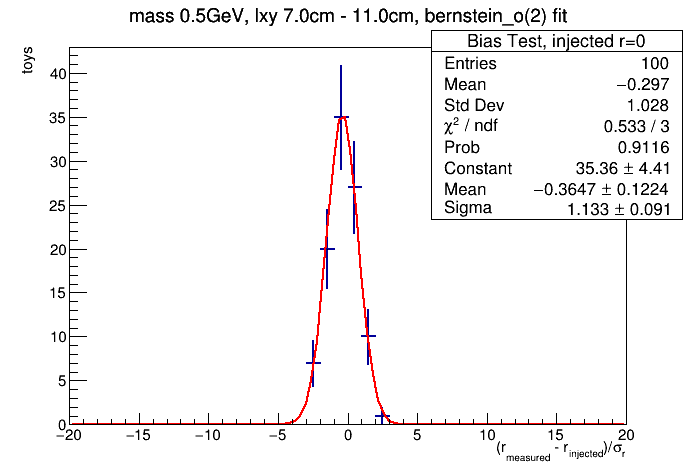 mass 0.5GeV, lxy 7.0cm - 11.0cm, bernstein_o(2) fit
toys
Bias Test, injected r=0
Entries 100
Mean −0.297
Std Dev 1.028
χ² / ndf 0.533 / 3
Prob 0.9116
Constant 35.36 ± 4.41
Mean −0.3647 ± 0.1224
Sigma 1.133 ± 0.091
40
35
30
25
20
15
10
5
0
−20 −15 −10 −5 0 5 10 15 20
(r_measured - r_injected)/σ_r